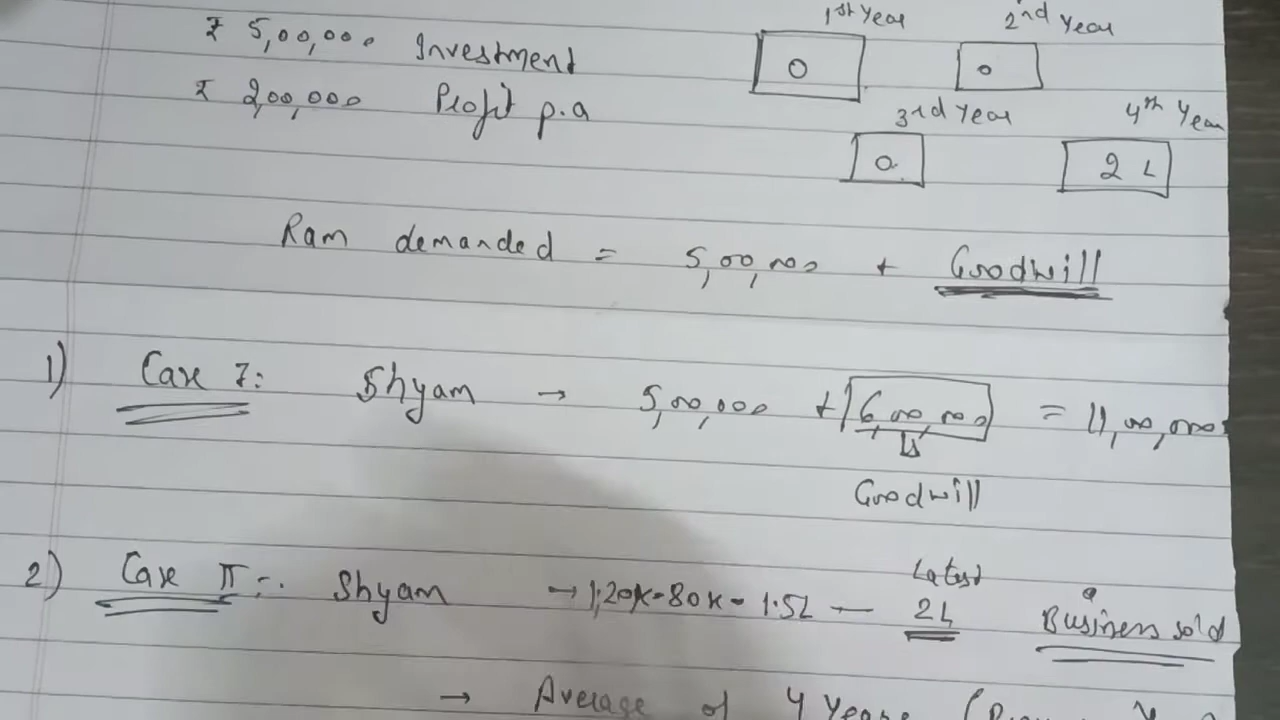 ₹ 5,00,000 Investment
₹ 2,00,000 Profit p.a
1st Year 2nd Year
0 0
3rd Year 4th Year
0 2 L
Ram demanded = 5,00,000 + Goodwill
1) Case I: Shyam → 5,00,000 + 6,00,000 = 11,00,000
Goodwill
Latest
2) Case II:. Shyam → 1,20K - 80K - 1.5L — 2L Business sold
→ Average of 4 Years